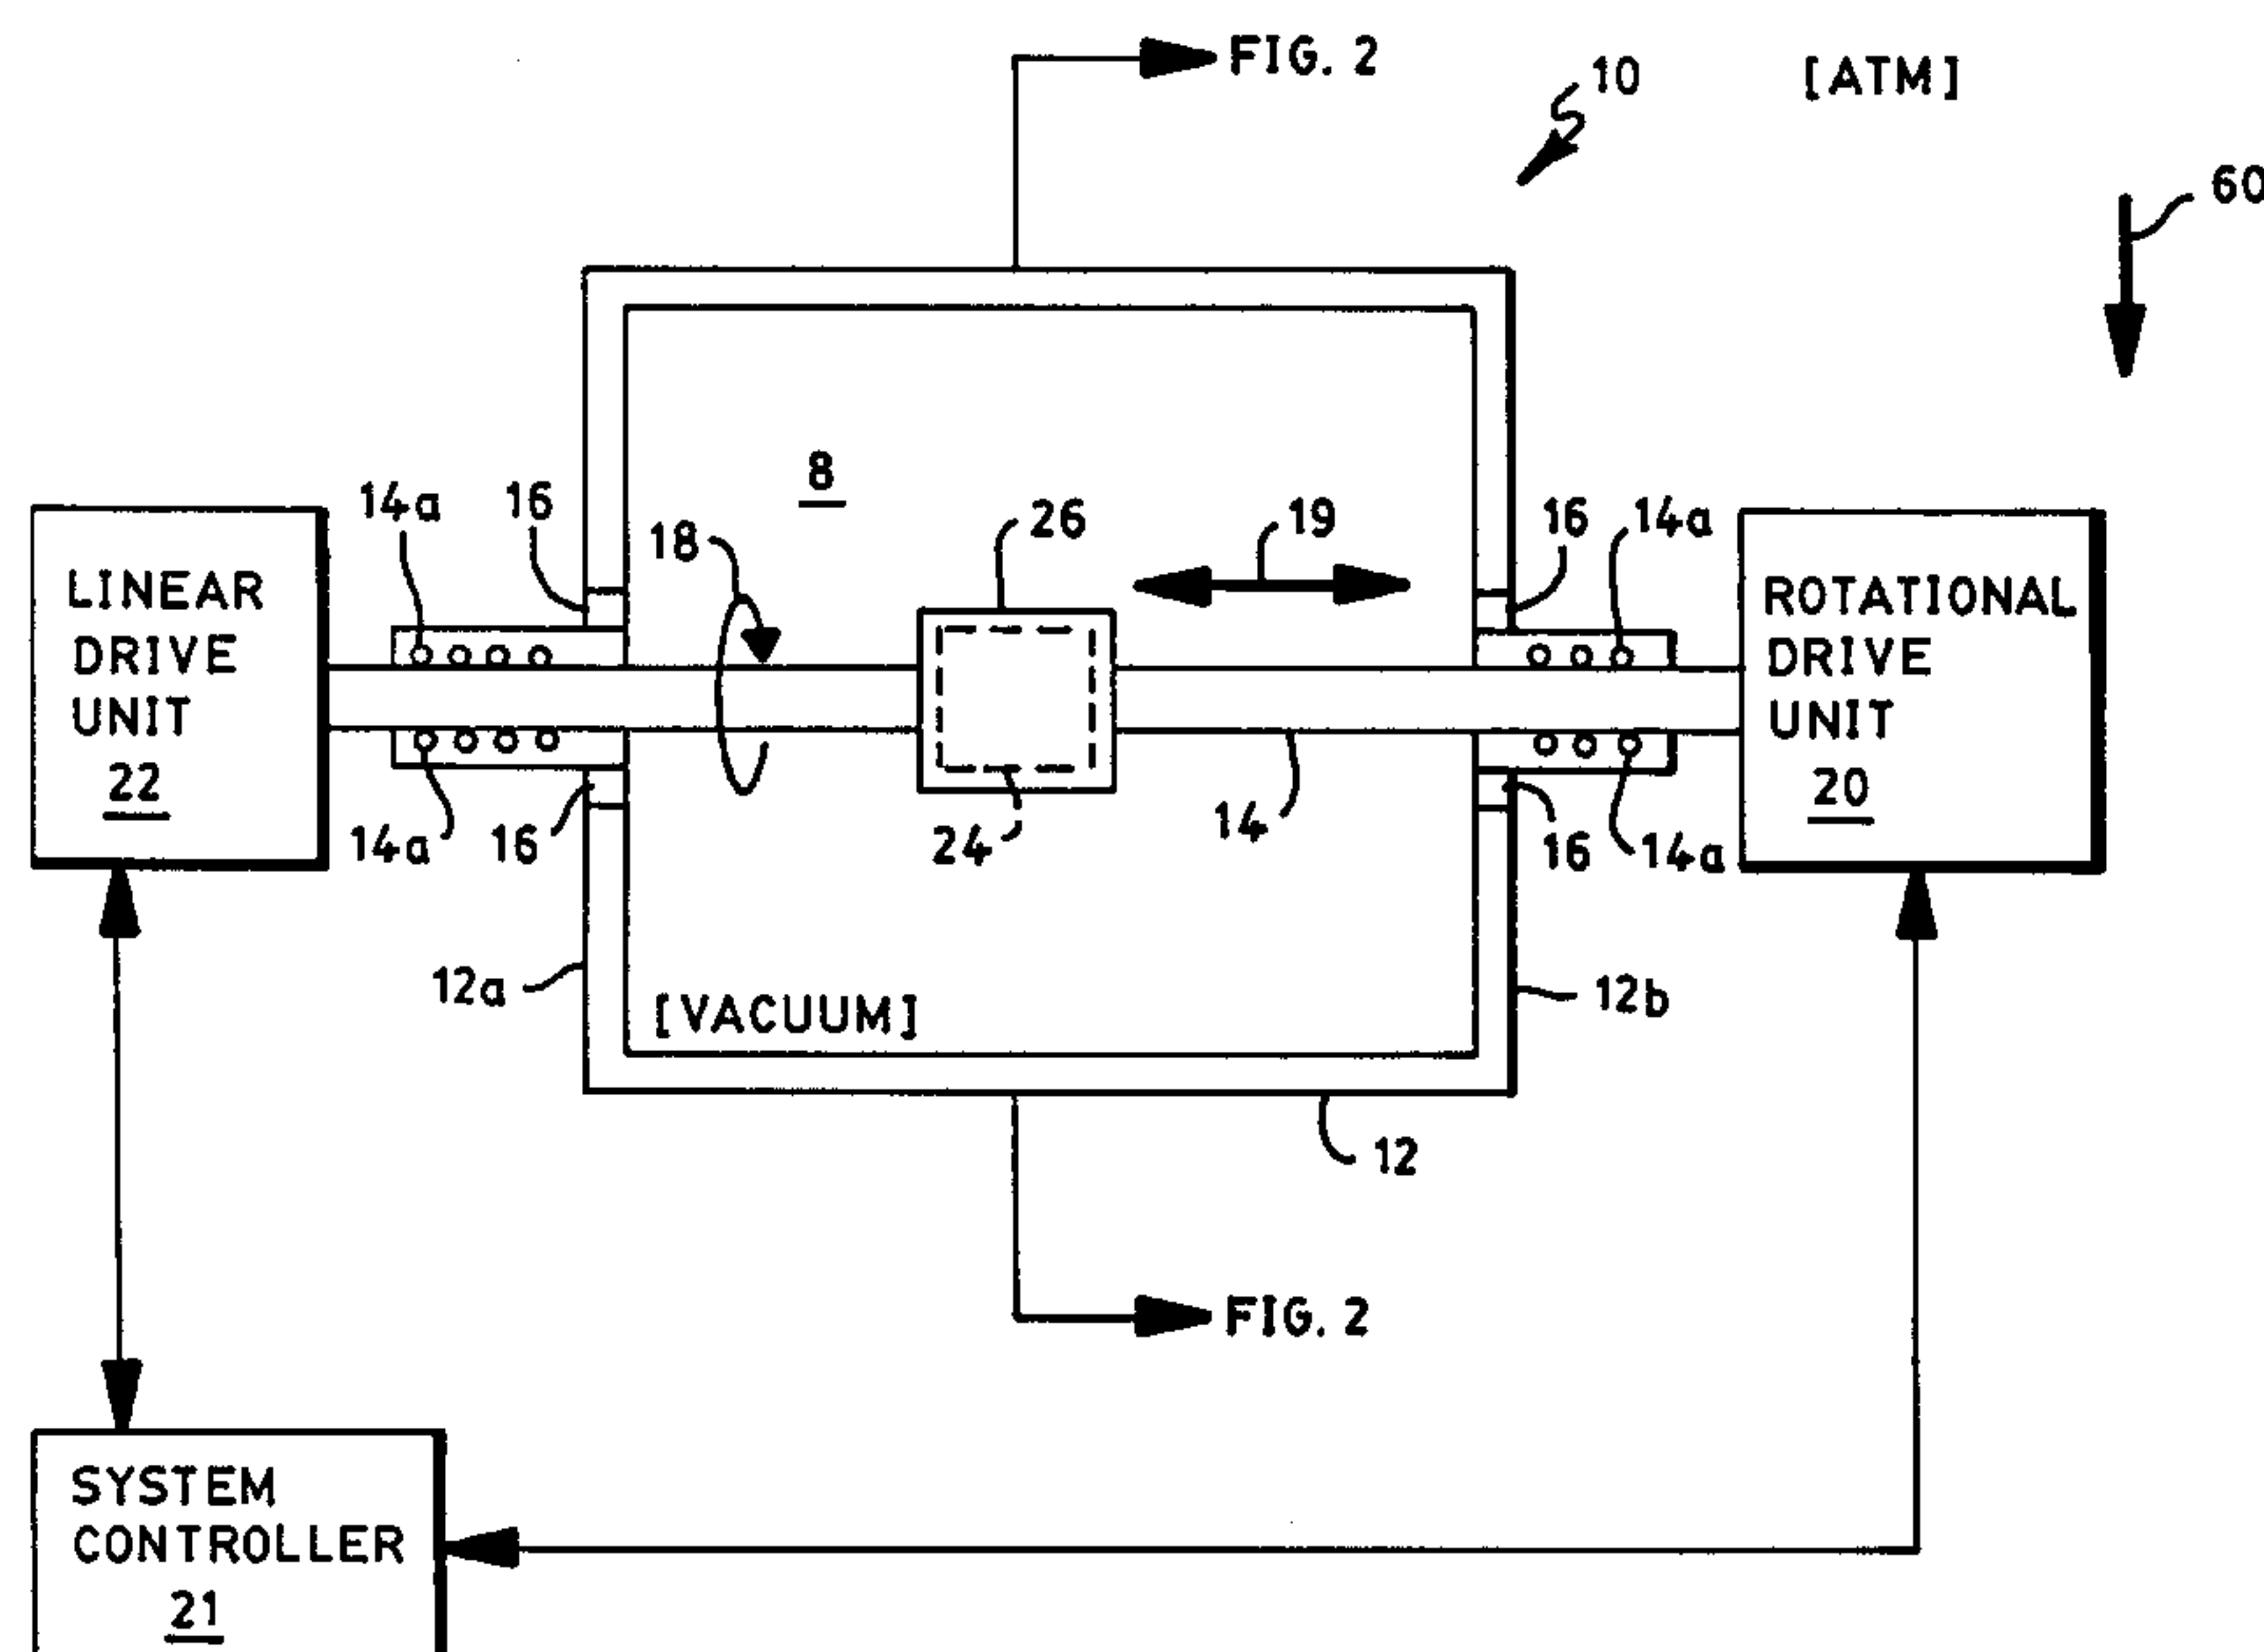 FIG. 2
10
[ATM]
60
8
14a
16
18
26
19
16
14a
LINEAR
DRIVE
UNIT
22
ROTATIONAL
DRIVE
UNIT
20
14a
16
24
14
16
14a
12a
[VACUUM]
12b
12
FIG. 2
SYSTEM
CONTROLLER
21